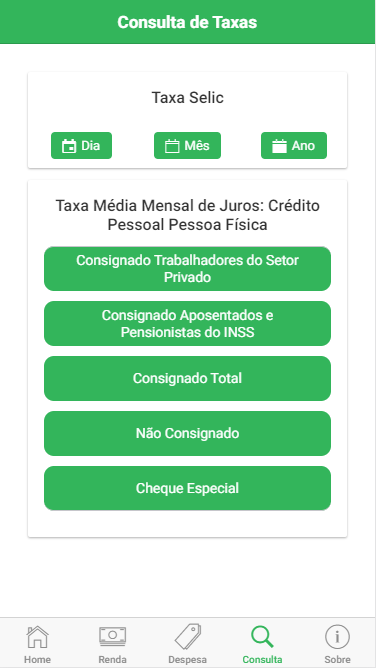 Consulta de Taxas
Taxa Selic
Dia
Mês
Ano
Taxa Média Mensal de Juros: Crédito
Pessoal Pessoa Física
Consignado Trabalhadores do Setor
Privado
Consignado Aposentados e
Pensionistas do INSS
Consignado Total
Não Consignado
Cheque Especial
Home
Renda
Despesa
Consulta
Sobre